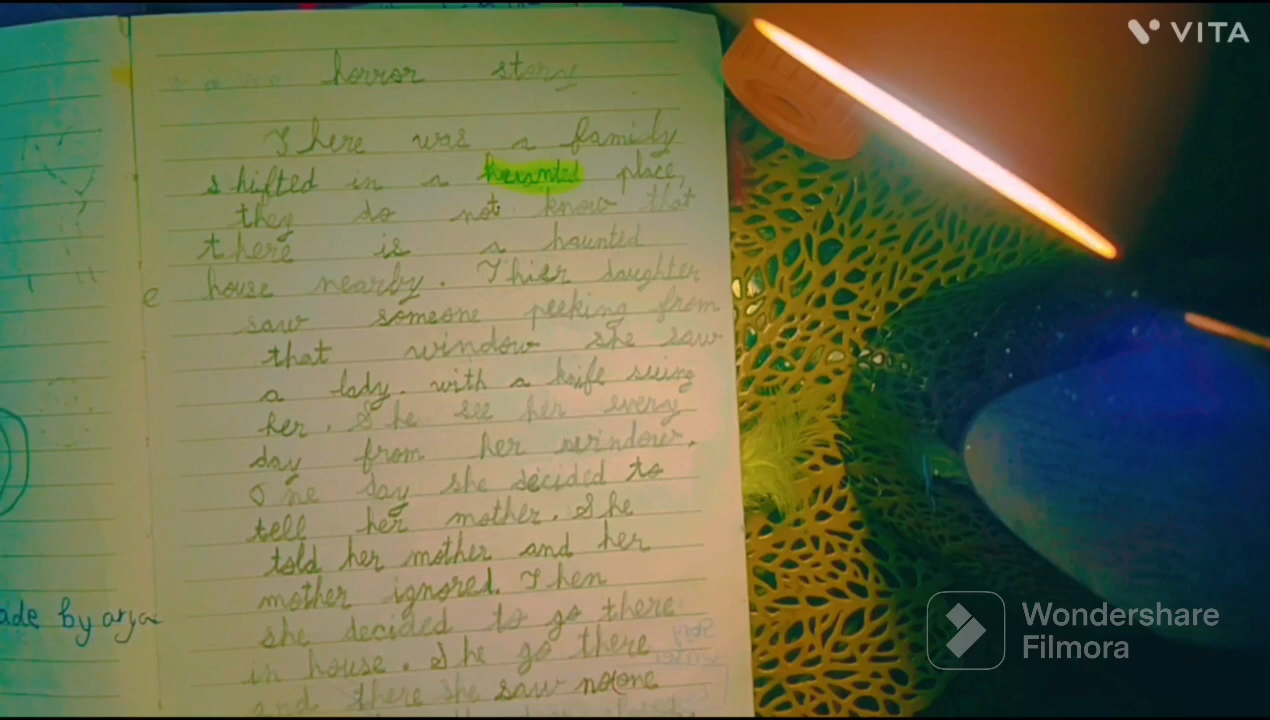 VITA
horror story
There was a family
shifted in a haunted place,
they do not know that
there is a haunted
house nearby. Thier daughter
e
saw someone peeking from
that window she saw
a lady. with a knife
her. She see her every
day from her window.
One day she decided to
tell her mother. She
told her mother and her
mother ignored. Then
she decided to go there
in house. She go there
and there she saw noone
ade by arja
Wondershare
Filmora